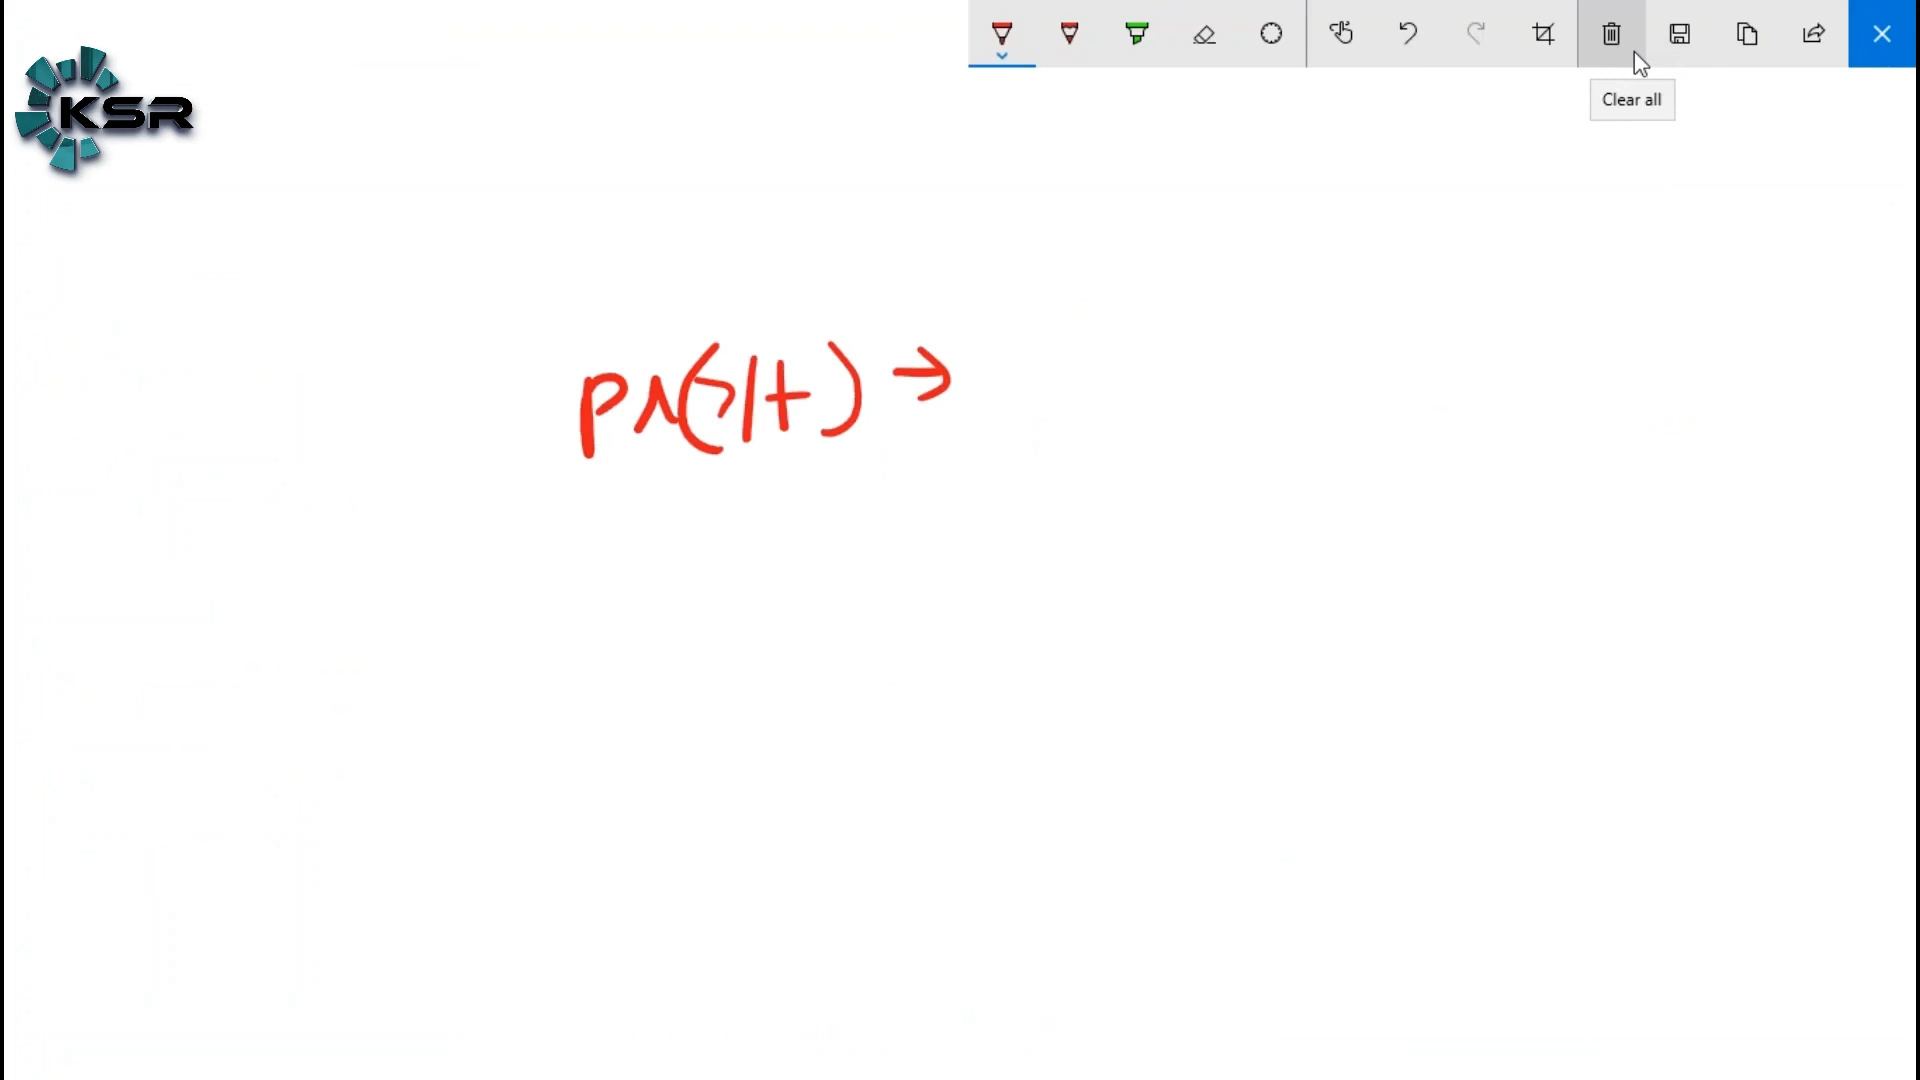 KSR
Clear all
pr(?|t) →